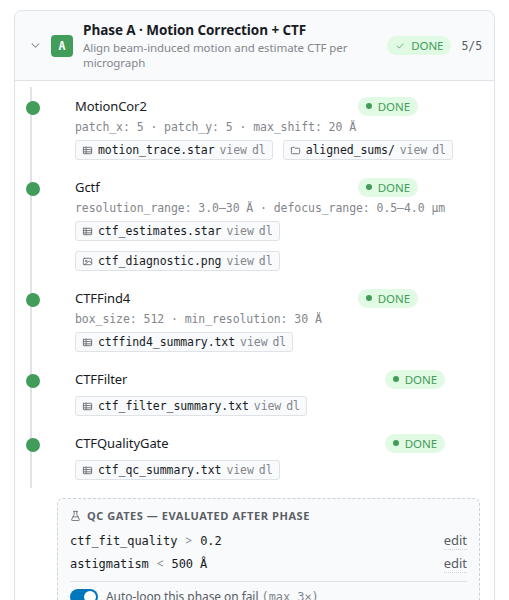 A Phase A · Motion Correction + CTF DONE 5/5
Align beam-induced motion and estimate CTF per
micrograph
MotionCor2 DONE
patch_x: 5 · patch_y: 5 · max_shift: 20 Å
motion_trace.star view dl aligned_sums/ view dl
Gctf DONE
resolution_range: 3.0–30 Å · defocus_range: 0.5–4.0 μm
ctf_estimates.star view dl
ctf_diagnostic.png view dl
CTFFind4 DONE
box_size: 512 · min_resolution: 30 Å
ctffind4_summary.txt view dl
CTFFilter DONE
ctf_filter_summary.txt view dl
CTFQualityGate DONE
ctf_qc_summary.txt view dl
QC GATES — EVALUATED AFTER PHASE
ctf_fit_quality > 0.2 edit
astigmatism < 500 Å edit
Auto-loop this phase on fail (max 3×)